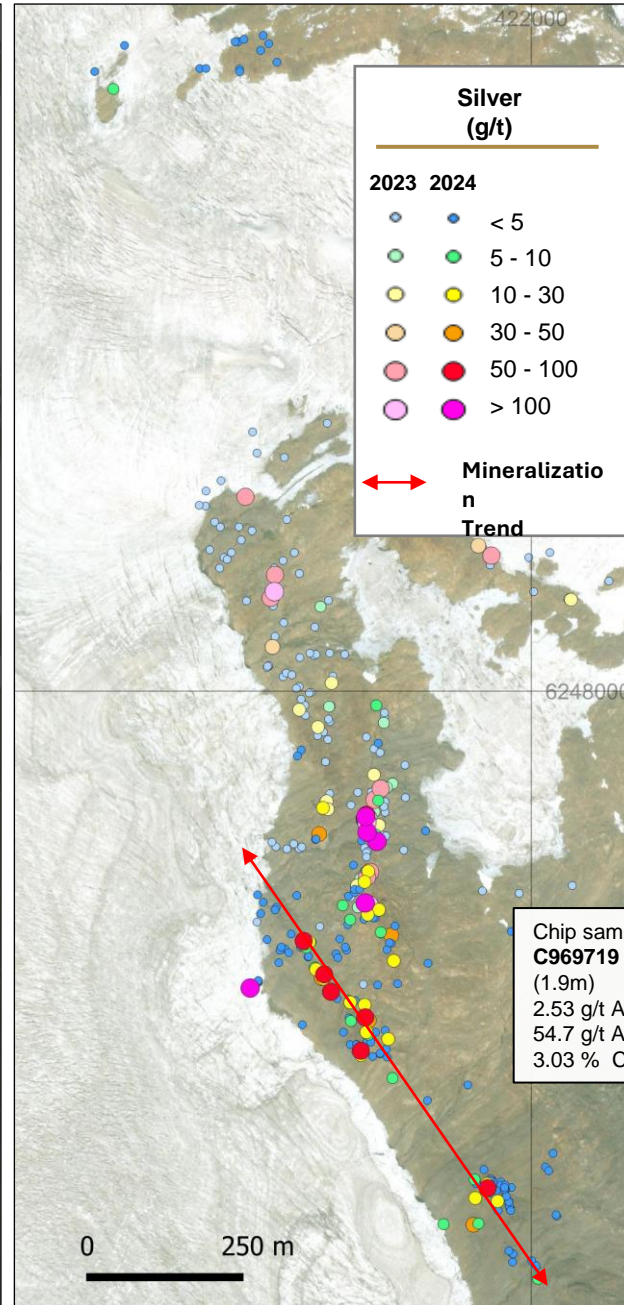 422000
Silver
(g/t)
2023 2024
< 5
5 - 10
10 - 30
30 - 50
50 - 100
> 100
Mineralizatio
n
Trend
6248000
Chip sam
C969719
(1.9m)
2.53 g/t A
54.7 g/t A
3.03 % C
0 250 m